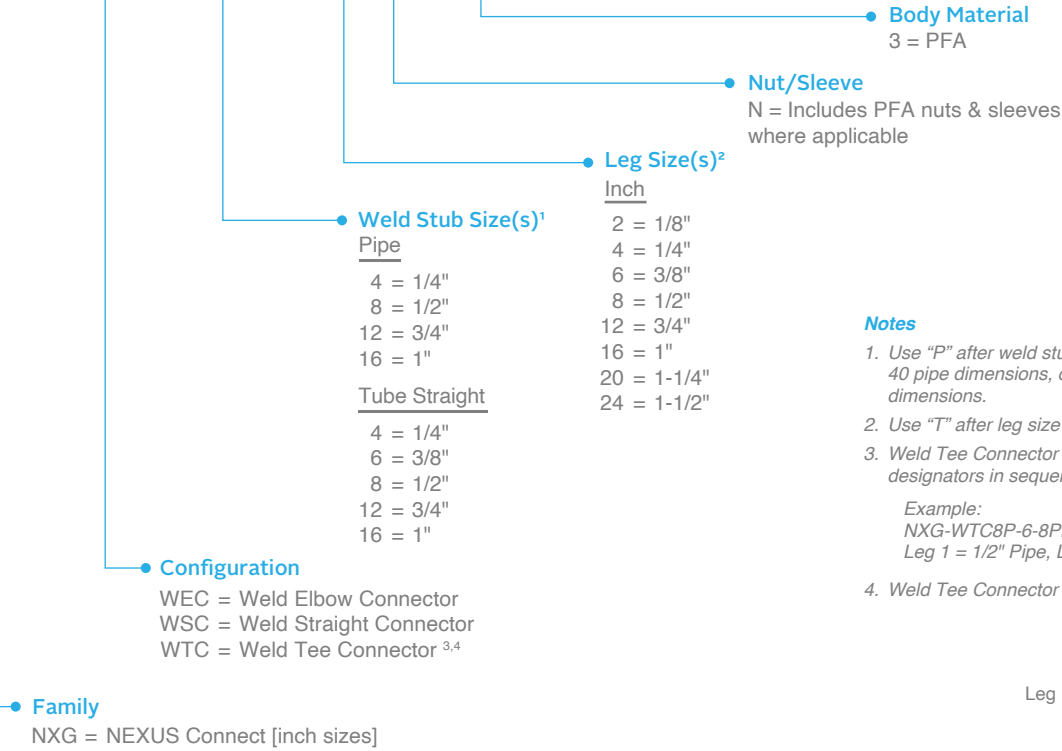 Body Material
3 = PFA
Nut/Sleeve
N = Includes PFA nuts & sleeves
where applicable
Leg Size(s)²
Inch
2 = 1/8"
4 = 1/4"
6 = 3/8"
8 = 1/2"
12 = 3/4"
16 = 1"
20 = 1-1/4"
24 = 1-1/2"
Weld Stub Size(s)¹
Pipe
4 = 1/4"
8 = 1/2"
12 = 3/4"
16 = 1"
Tube Straight
4 = 1/4"
6 = 3/8"
8 = 1/2"
12 = 3/4"
16 = 1"
Notes
1. Use “P” after weld
40 pipe dimensions,
dimensions.
2. Use “T” after leg size
3. Weld Tee Connector
designators in
Example:
NXG-WTC8P-6-8P
Leg 1 = 1/2" Pipe,
4. Weld Tee Connector
Configuration
WEC = Weld Elbow Connector
WSC = Weld Straight Connector
WTC = Weld Tee Connector ³,⁴
Leg
Family
NXG = NEXUS Connect [inch sizes]